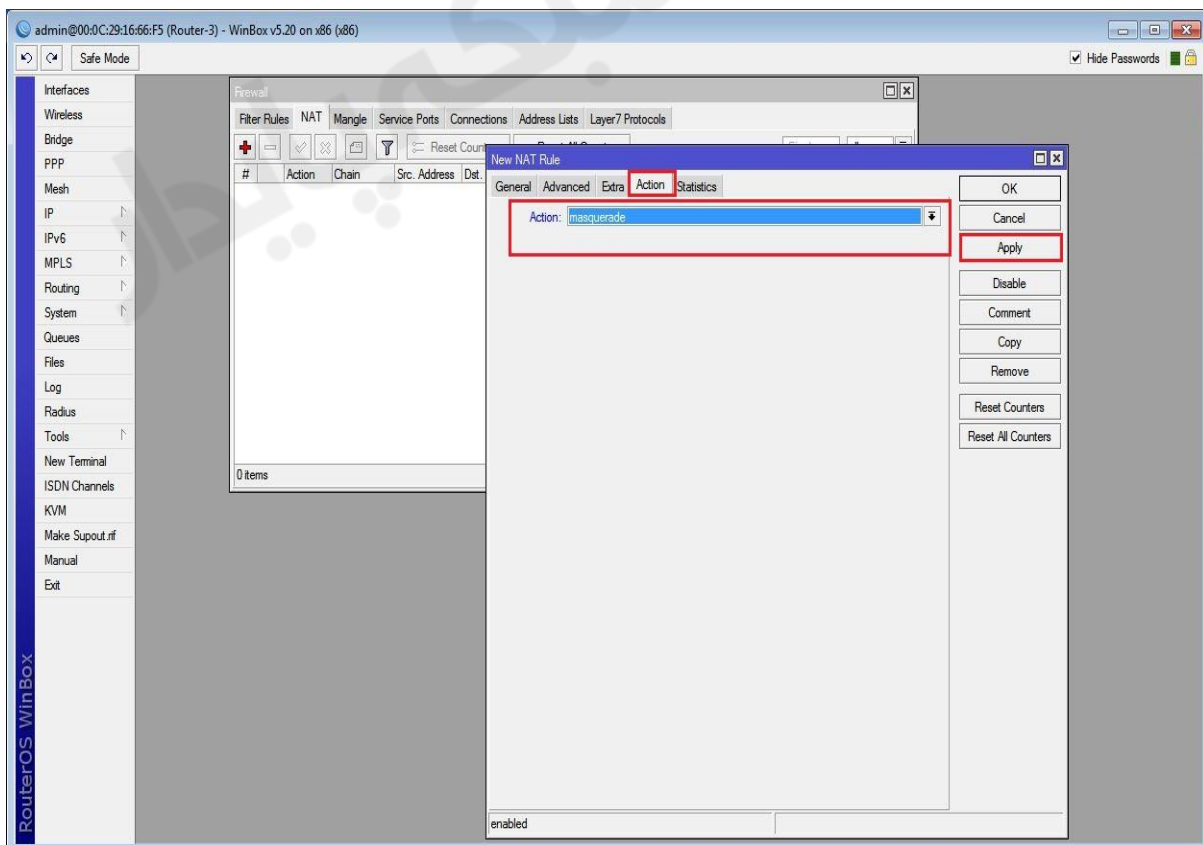 admin@00:0C:29:16:66:F5 (Router-3) - WinBox v5.20 on x86 (x86)
Safe Mode
Hide Passwords
Interfaces
Wireless
Bridge
PPP
Mesh
IP
IPv6
MPLS
Routing
System
Queues
Files
Log
Radius
Tools
New Terminal
ISDN Channels
KVM
Make Supout.rif
Manual
Exit
RouterOS WinBox
Firewall
Filter Rules NAT Mangle Service Ports Connections Address Lists Layer7 Protocols
Reset Count
# Action Chain Src. Address Dst.
0 items
New NAT Rule
General Advanced Extra Action Statistics
Action: masquerade
OK
Cancel
Apply
Disable
Comment
Copy
Remove
Reset Counters
Reset All Counters
enabled